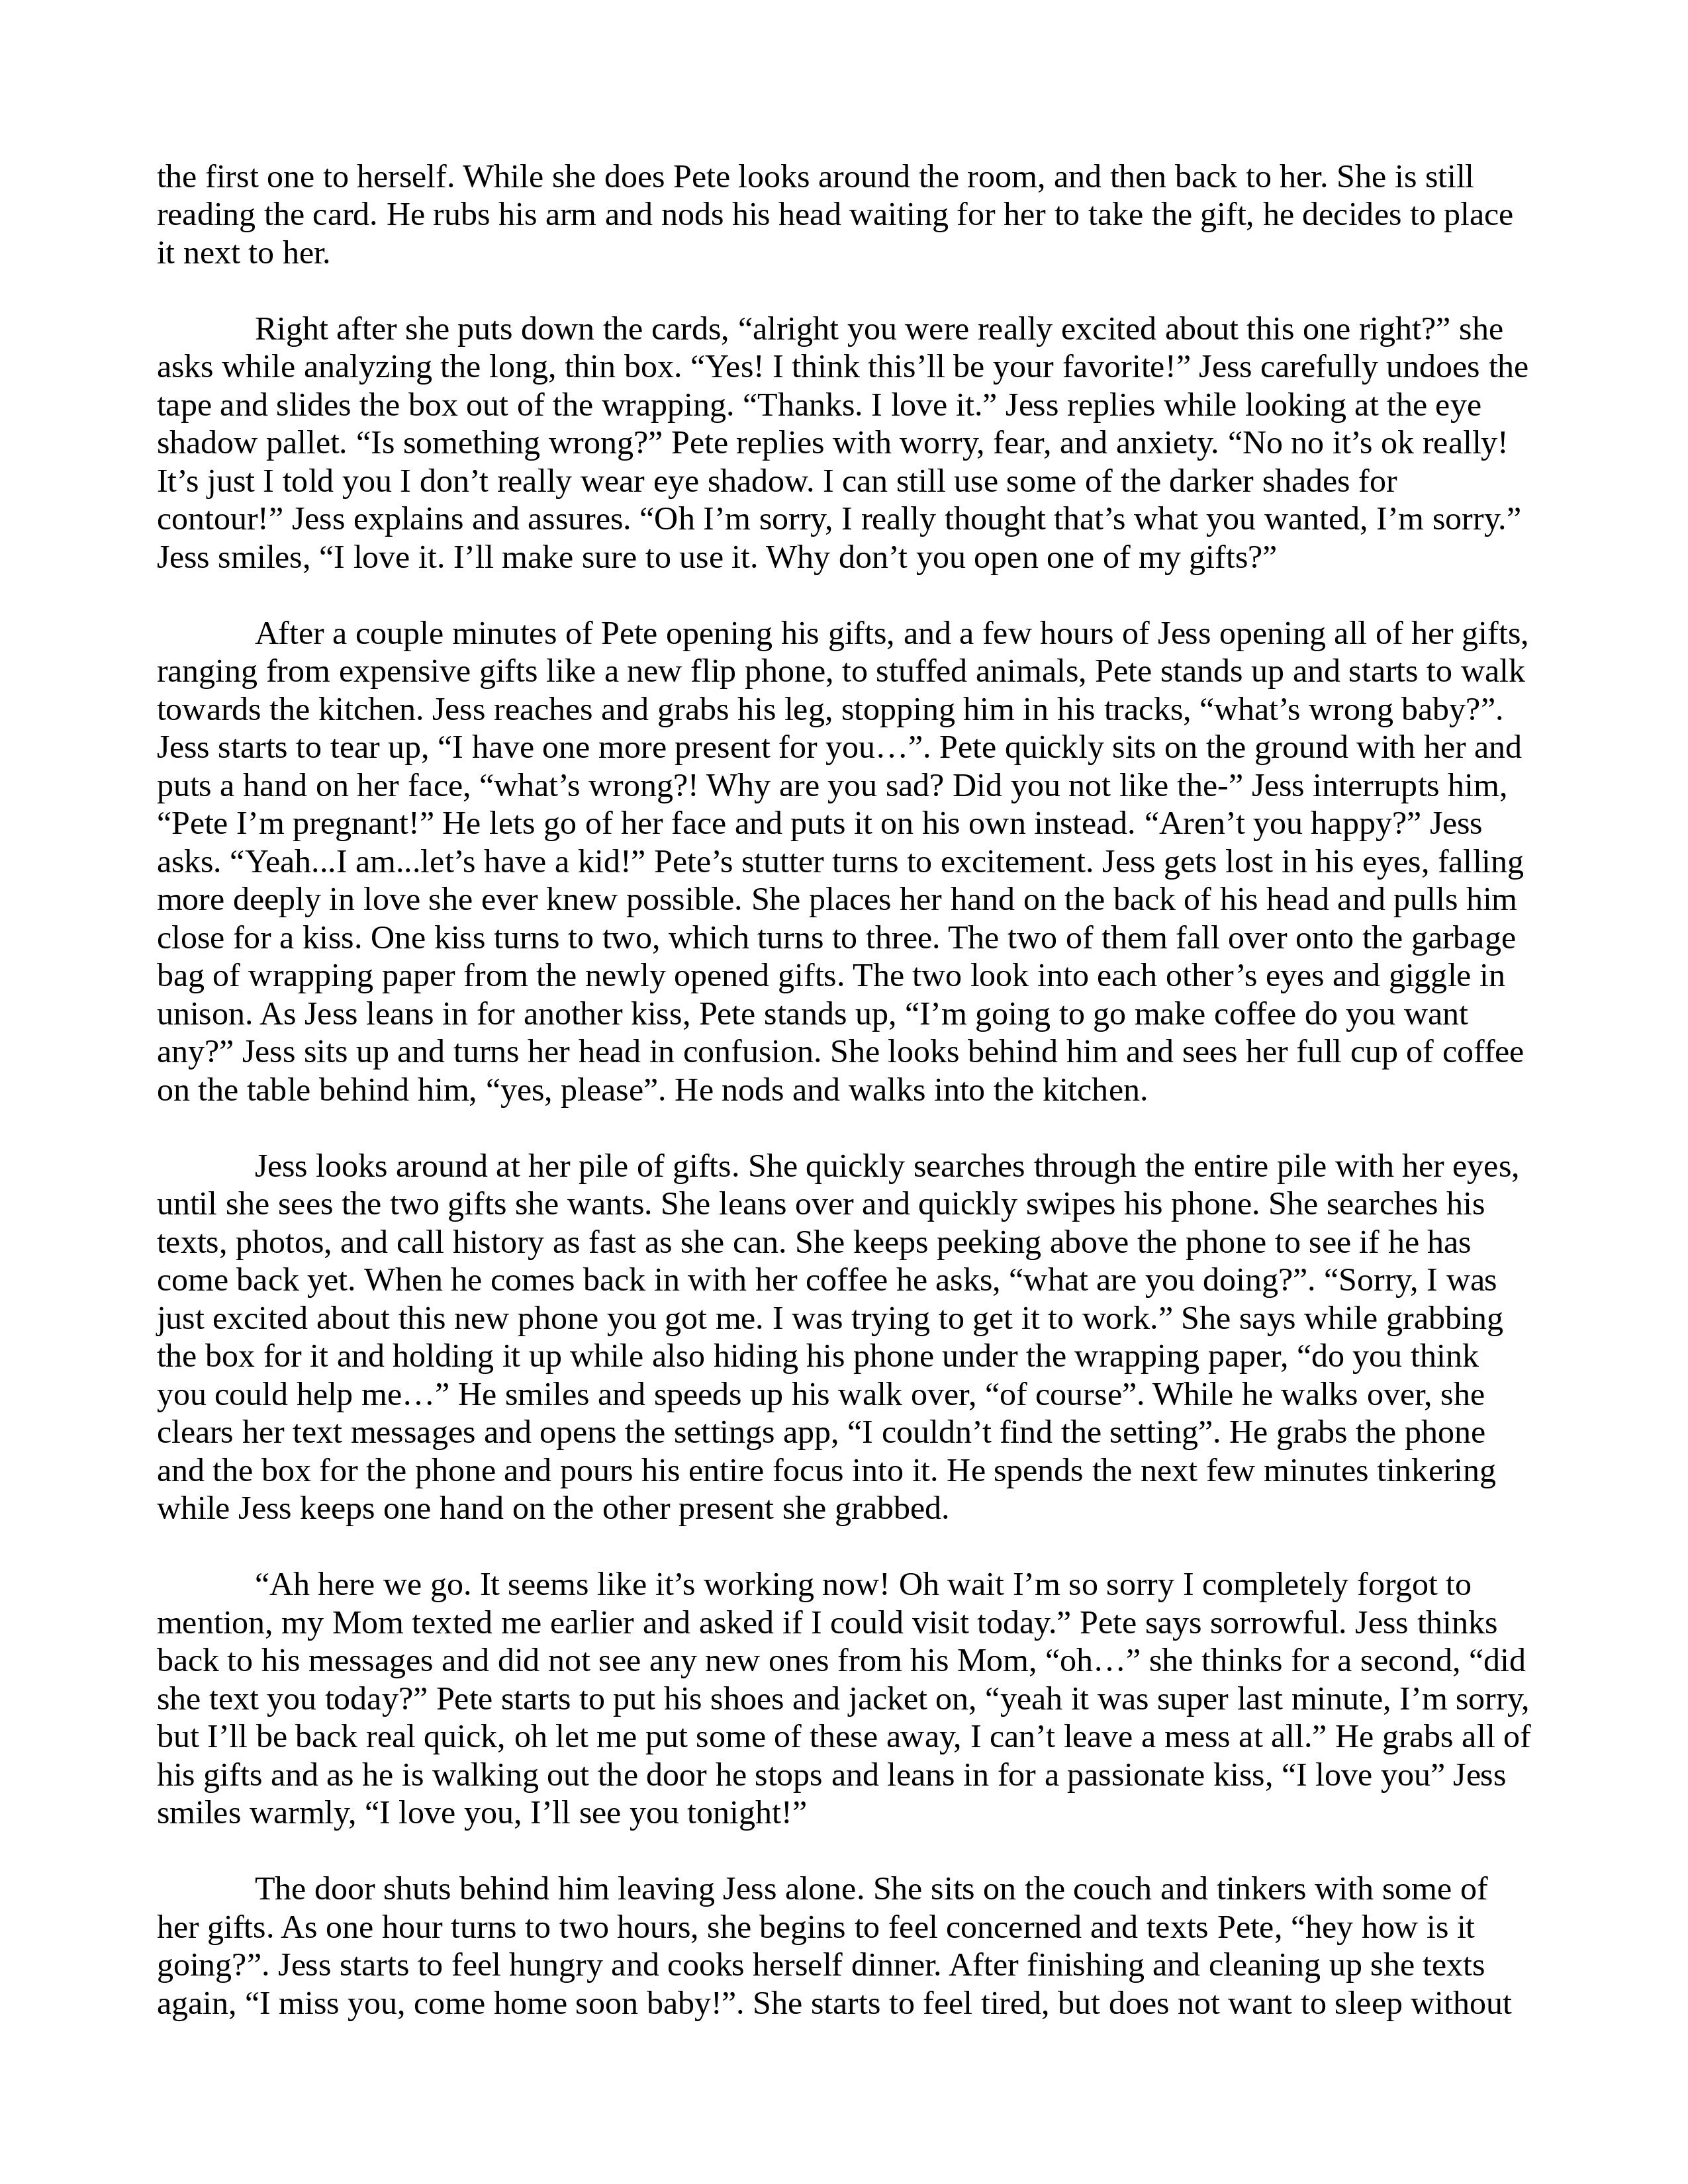 the first one to herself. While she does Pete looks around the room, and then back to her. She is still
reading the card. He rubs his arm and nods his head waiting for her to take the gift, he decides to place
it next to her.
Right after she puts down the cards, “alright you were really excited about this one right?” she
asks while analyzing the long, thin box. “Yes! I think this’ll be your favorite!” Jess carefully undoes the
tape and slides the box out of the wrapping. “Thanks. I love it.” Jess replies while looking at the eye
shadow pallet. “Is something wrong?” Pete replies with worry, fear, and anxiety. “No no it’s ok really!
It’s just I told you I don’t really wear eye shadow. I can still use some of the darker shades for
contour!” Jess explains and assures. “Oh I’m sorry, I really thought that’s what you wanted, I’m sorry.”
Jess smiles, “I love it. I’ll make sure to use it. Why don’t you open one of my gifts?”
After a couple minutes of Pete opening his gifts, and a few hours of Jess opening all of her gifts,
ranging from expensive gifts like a new flip phone, to stuffed animals, Pete stands up and starts to walk
towards the kitchen. Jess reaches and grabs his leg, stopping him in his tracks, “what’s wrong baby?”.
Jess starts to tear up, “I have one more present for you…”. Pete quickly sits on the ground with her and
puts a hand on her face, “what’s wrong?! Why are you sad? Did you not like the-” Jess interrupts him,
“Pete I’m pregnant!” He lets go of her face and puts it on his own instead. “Aren’t you happy?” Jess
asks. “Yeah...I am...let’s have a kid!” Pete’s stutter turns to excitement. Jess gets lost in his eyes, falling
more deeply in love she ever knew possible. She places her hand on the back of his head and pulls him
close for a kiss. One kiss turns to two, which turns to three. The two of them fall over onto the garbage
bag of wrapping paper from the newly opened gifts. The two look into each other’s eyes and giggle in
unison. As Jess leans in for another kiss, Pete stands up, “I’m going to go make coffee do you want
any?” Jess sits up and turns her head in confusion. She looks behind him and sees her full cup of coffee
on the table behind him, “yes, please”. He nods and walks into the kitchen.
Jess looks around at her pile of gifts. She quickly searches through the entire pile with her eyes,
until she sees the two gifts she wants. She leans over and quickly swipes his phone. She searches his
texts, photos, and call history as fast as she can. She keeps peeking above the phone to see if he has
come back yet. When he comes back in with her coffee he asks, “what are you doing?”. “Sorry, I was
just excited about this new phone you got me. I was trying to get it to work.” She says while grabbing
the box for it and holding it up while also hiding his phone under the wrapping paper, “do you think
you could help me…” He smiles and speeds up his walk over, “of course”. While he walks over, she
clears her text messages and opens the settings app, “I couldn’t find the setting”. He grabs the phone
and the box for the phone and pours his entire focus into it. He spends the next few minutes tinkering
while Jess keeps one hand on the other present she grabbed.
“Ah here we go. It seems like it’s working now! Oh wait I’m so sorry I completely forgot to
mention, my Mom texted me earlier and asked if I could visit today.” Pete says sorrowful. Jess thinks
back to his messages and did not see any new ones from his Mom, “oh…” she thinks for a second, “did
she text you today?” Pete starts to put his shoes and jacket on, “yeah it was super last minute, I’m sorry,
but I’ll be back real quick, oh let me put some of these away, I can’t leave a mess at all.” He grabs all of
his gifts and as he is walking out the door he stops and leans in for a passionate kiss, “I love you” Jess
smiles warmly, “I love you, I’ll see you tonight!”
The door shuts behind him leaving Jess alone. She sits on the couch and tinkers with some of
her gifts. As one hour turns to two hours, she begins to feel concerned and texts Pete, “hey how is it
going?”. Jess starts to feel hungry and cooks herself dinner. After finishing and cleaning up she texts
again, “I miss you, come home soon baby!”. She starts to feel tired, but does not want to sleep without